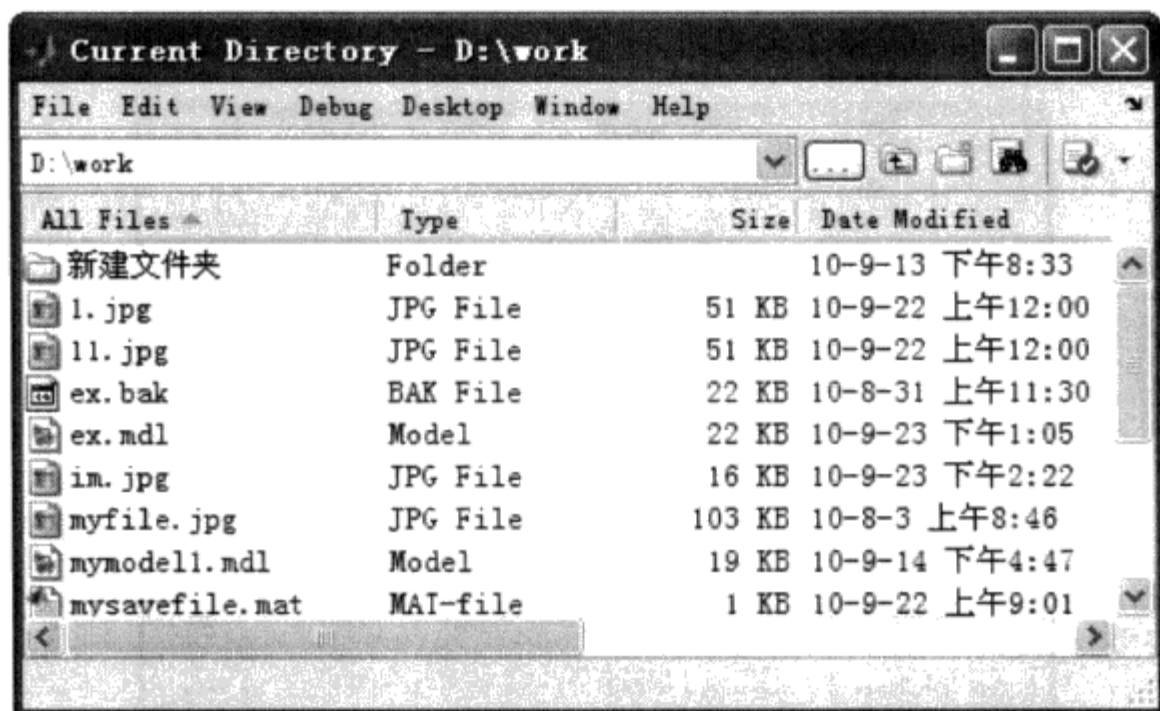 Current Directory - D:\work
File Edit View Debug Desktop Window Help
D:\work
...
All Files Type Size Date Modified
新建文件夹 Folder 10-9-13 下午8:33
1.jpg JPG File 51 KB 10-9-22 上午12:00
11.jpg JPG File 51 KB 10-9-22 上午12:00
ex.bak BAK File 22 KB 10-8-31 上午11:30
ex.mdl Model 22 KB 10-9-23 下午1:05
im.jpg JPG File 16 KB 10-9-23 下午2:22
myfile.jpg JPG File 103 KB 10-8-3 上午8:46
mymodel1.mdl Model 19 KB 10-9-14 下午4:47
mysavefile.mat MAT-file 1 KB 10-9-22 上午9:01